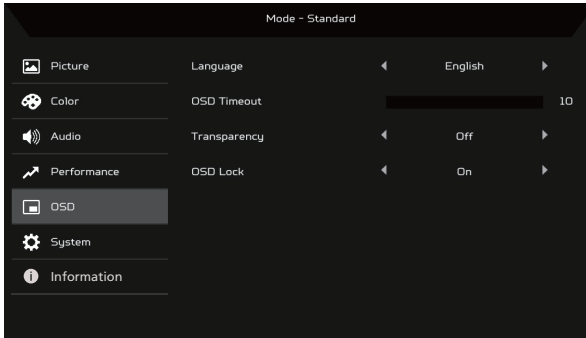 Mode - Standard
Picture
Language English
Color
OSD Timeout 10
Audio
Transparency Off
Performance
OSD Lock On
OSD
System
Information